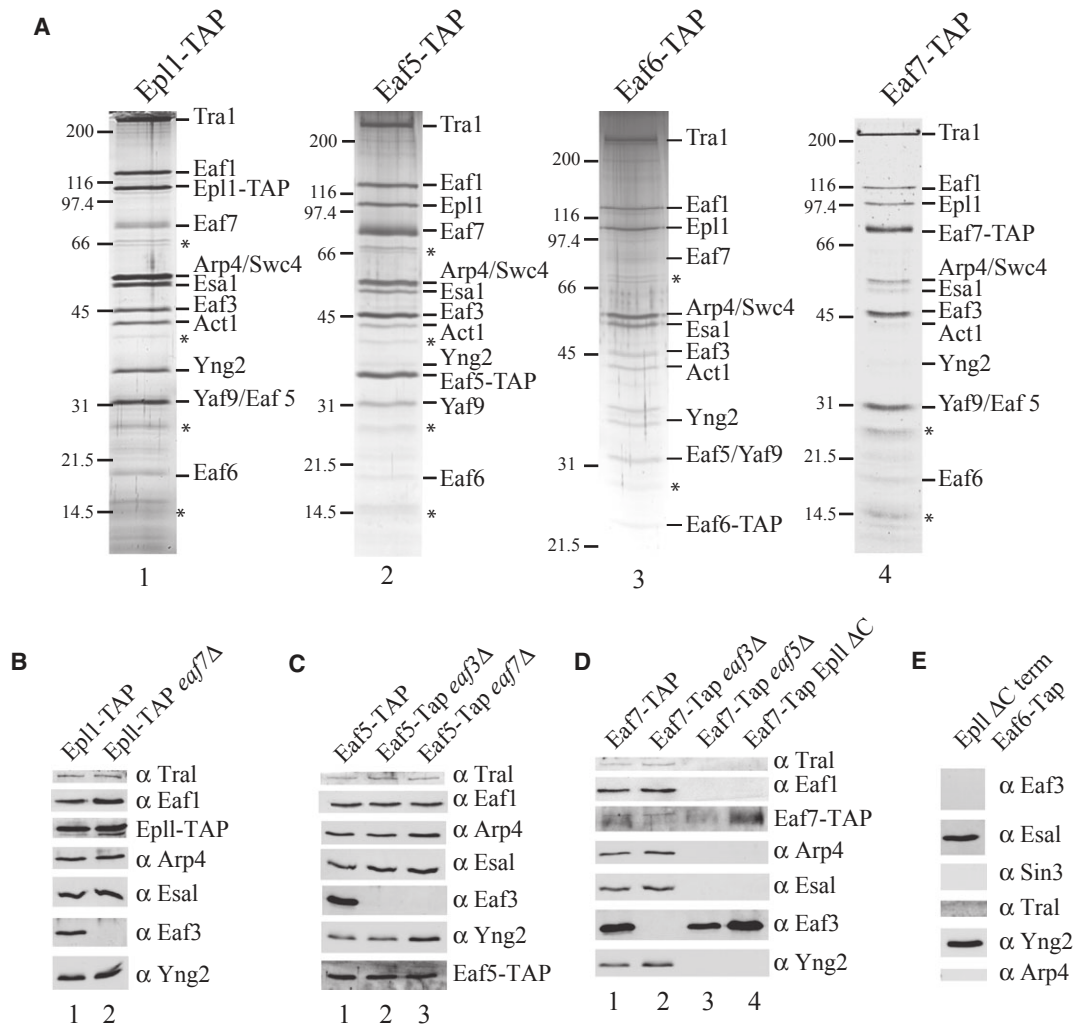 A
Epl1-TAP
200
116
97.4
66
45
31
21.5
14.5
Tra1
Eaf1
Epl1-TAP
Eaf7
*
Arp4/Swc4
Esa1
Eaf3
Act1
*
Yng2
Yaf9/Eaf 5
*
Eaf6
*
1
Eaf5-TAP
200
116
97.4
66
45
31
21.5
14.5
Tra1
Eaf1
Epl1
Eaf7
*
Arp4/Swc4
Esa1
Eaf3
Act1
*
Yng2
Eaf5-TAP
Yaf9
*
Eaf6
*
2
Eaf6-TAP
200
116
97.4
66
45
31
21.5
Tra1
Eaf1
Epl1
Eaf7
*
Arp4/Swc4
Esa1
Eaf3
Act1
Yng2
Eaf5/Yaf9
*
Eaf6-TAP
3
Eaf7-TAP
200
116
97.4
66
45
31
21.5
14.5
Tra1
Eaf1
Epl1
Eaf7-TAP
Arp4/Swc4
Esa1
Eaf3
Act1
Yng2
Yaf9/Eaf 5
*
Eaf6
*
4
B
Epl1-TAP
Epl1-TAP eaf7Δ
α Tral
α Eaf1
Epll-TAP
α Arp4
α Esal
α Eaf3
α Yng2
1 2
C
Eaf5-TAP
Eaf5-Tap eaf3Δ
Eaf5-Tap eaf7Δ
α Tral
α Eaf1
α Arp4
α Esal
α Eaf3
α Yng2
Eaf5-TAP
1 2 3
D
Eaf7-TAP
Eaf7-Tap eaf3Δ
Eaf7-Tap eaf5Δ
Eaf7-Tap Epll ΔC
α Tral
α Eaf1
Eaf7-TAP
α Arp4
α Esal
α Eaf3
α Yng2
1 2 3 4
E
Epll ΔC term
Eaf6-Tap
α Eaf3
α Esal
α Sin3
α Tral
α Yng2
α Arp4